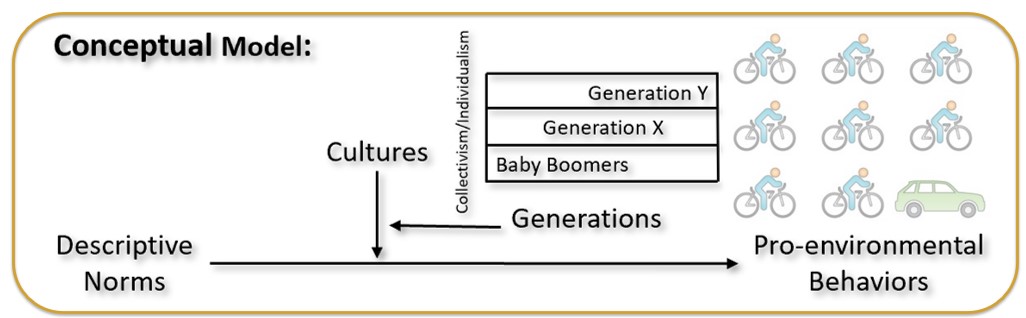 Conceptual Model:
Collectivism/Individualism
Generation Y
Generation X
Baby Boomers
Cultures
Generations
Descriptive
Norms
Pro-environmental
Behaviors